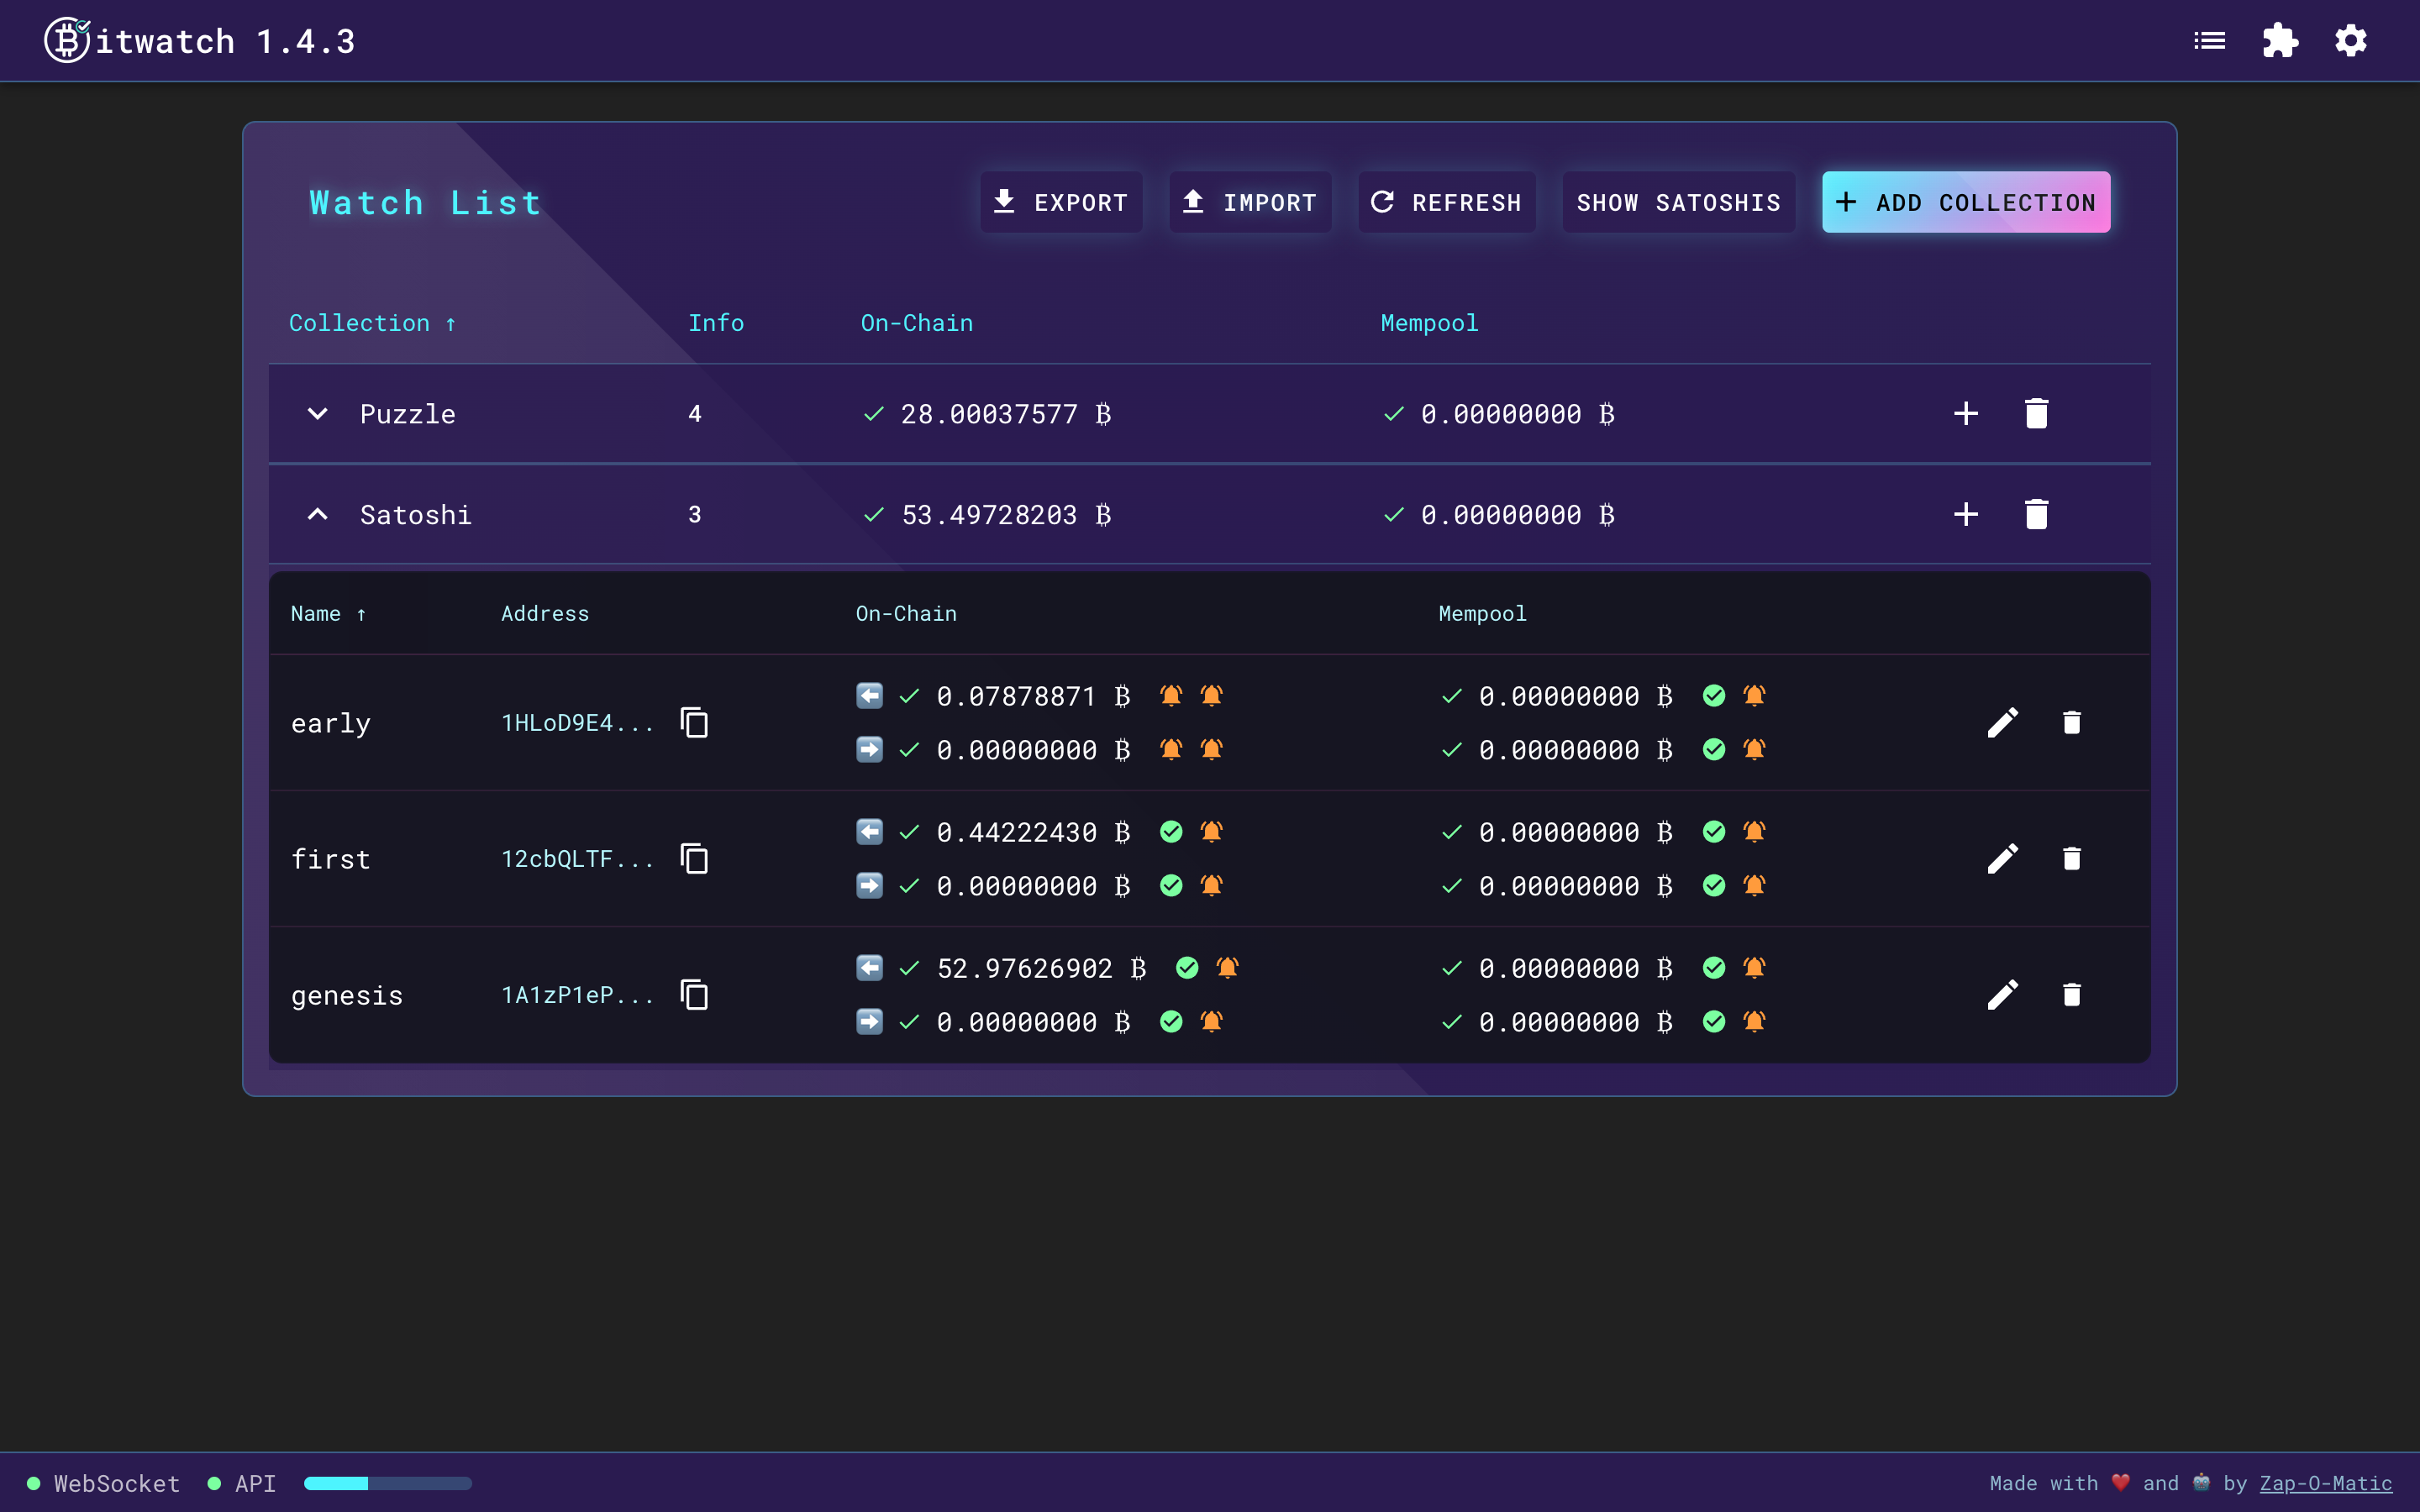 Bitwatch 1.4.3
Watch List
EXPORT IMPORT REFRESH SHOW SATOSHIS + ADD COLLECTION
Collection ↑ Info On-Chain Mempool
Puzzle 4 28.00037577 ₿ 0.00000000 ₿
Satoshi 3 53.49728203 ₿ 0.00000000 ₿
Name ↑ Address On-Chain Mempool
early 1HLoD9E4...
0.07878871 ₿ 0.00000000 ₿
0.00000000 ₿ 0.00000000 ₿
first 12cbQLTF...
0.44222430 ₿ 0.00000000 ₿
0.00000000 ₿ 0.00000000 ₿
genesis 1A1zP1eP...
52.97626902 ₿ 0.00000000 ₿
0.00000000 ₿ 0.00000000 ₿
WebSocket API
Made with ❤️ and 🤖 by Zap-O-Matic